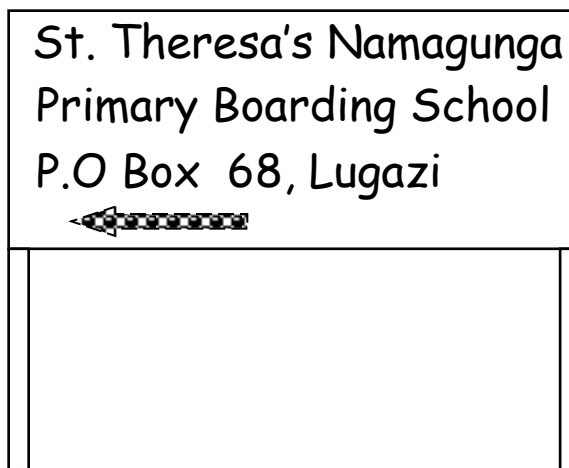 St. Theresa's Namagunga
Primary Boarding School
P.O Box 68, Lugazi